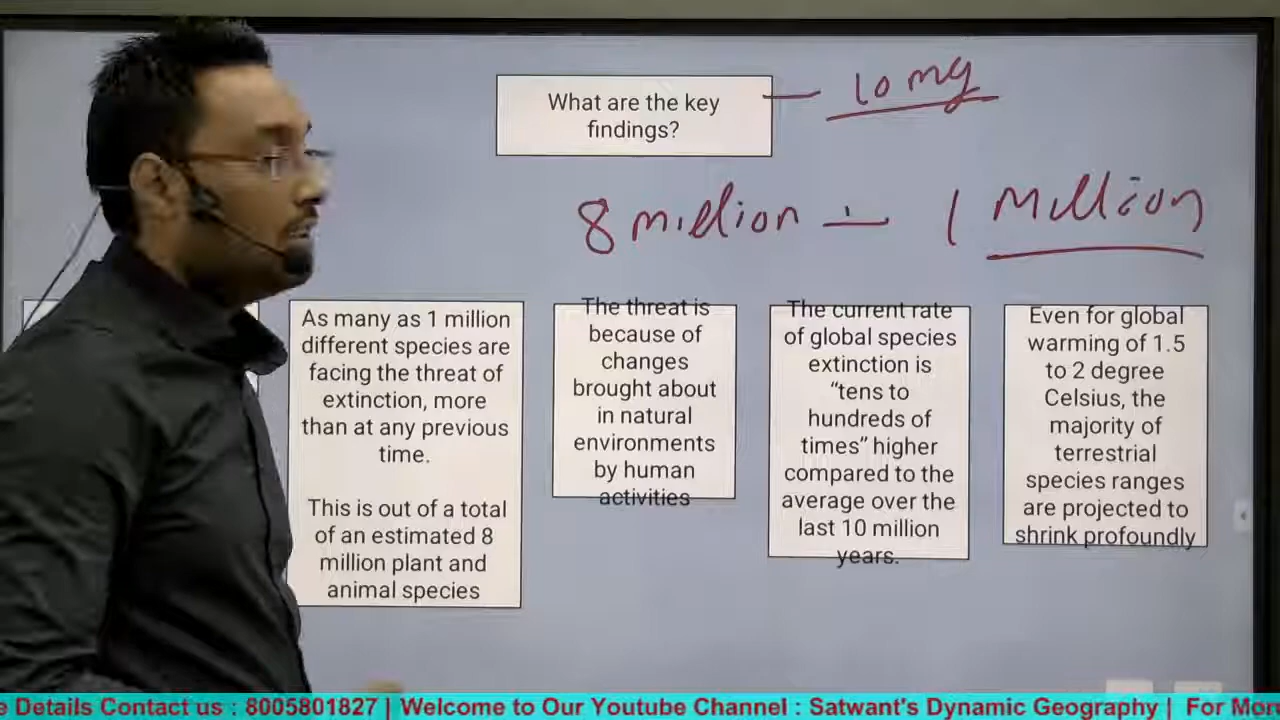 What are the key
findings?
10 my
8 million - 1 Million
As many as 1 million
different species are
facing the threat of
extinction, more
than at any previous
time.
This is out of a total
of an estimated 8
million plant and
animal species
The threat is
because of
changes
brought about
in natural
environments
by human
activities
The current rate
of global species
extinction is
“tens to
hundreds of
times” higher
compared to the
average over the
last 10 million
years.
Even for global
warming of 1.5
to 2 degree
Celsius, the
majority of
terrestrial
species ranges
are projected to
shrink profoundly
e Details Contact us : 8005801827 | Welcome to Our Youtube Channel : Satwant's Dynamic Geography | For Mor